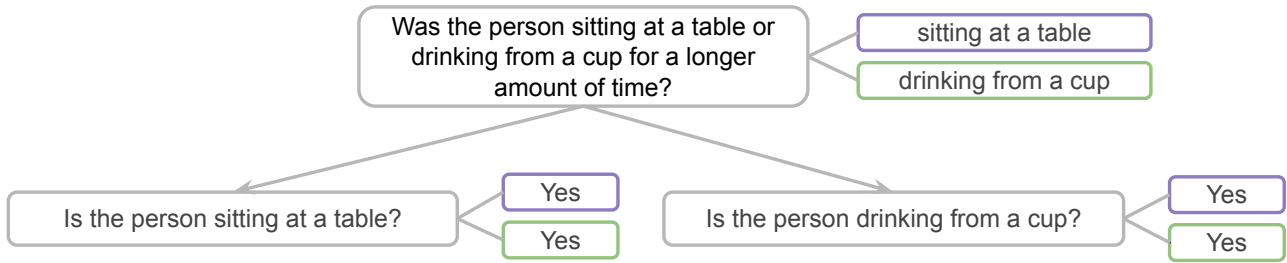 Was the person sitting at a table or
drinking from a cup for a longer
amount of time?
sitting at a table
drinking from a cup
Is the person sitting at a table?
Yes
Yes
Is the person drinking from a cup?
Yes
Yes